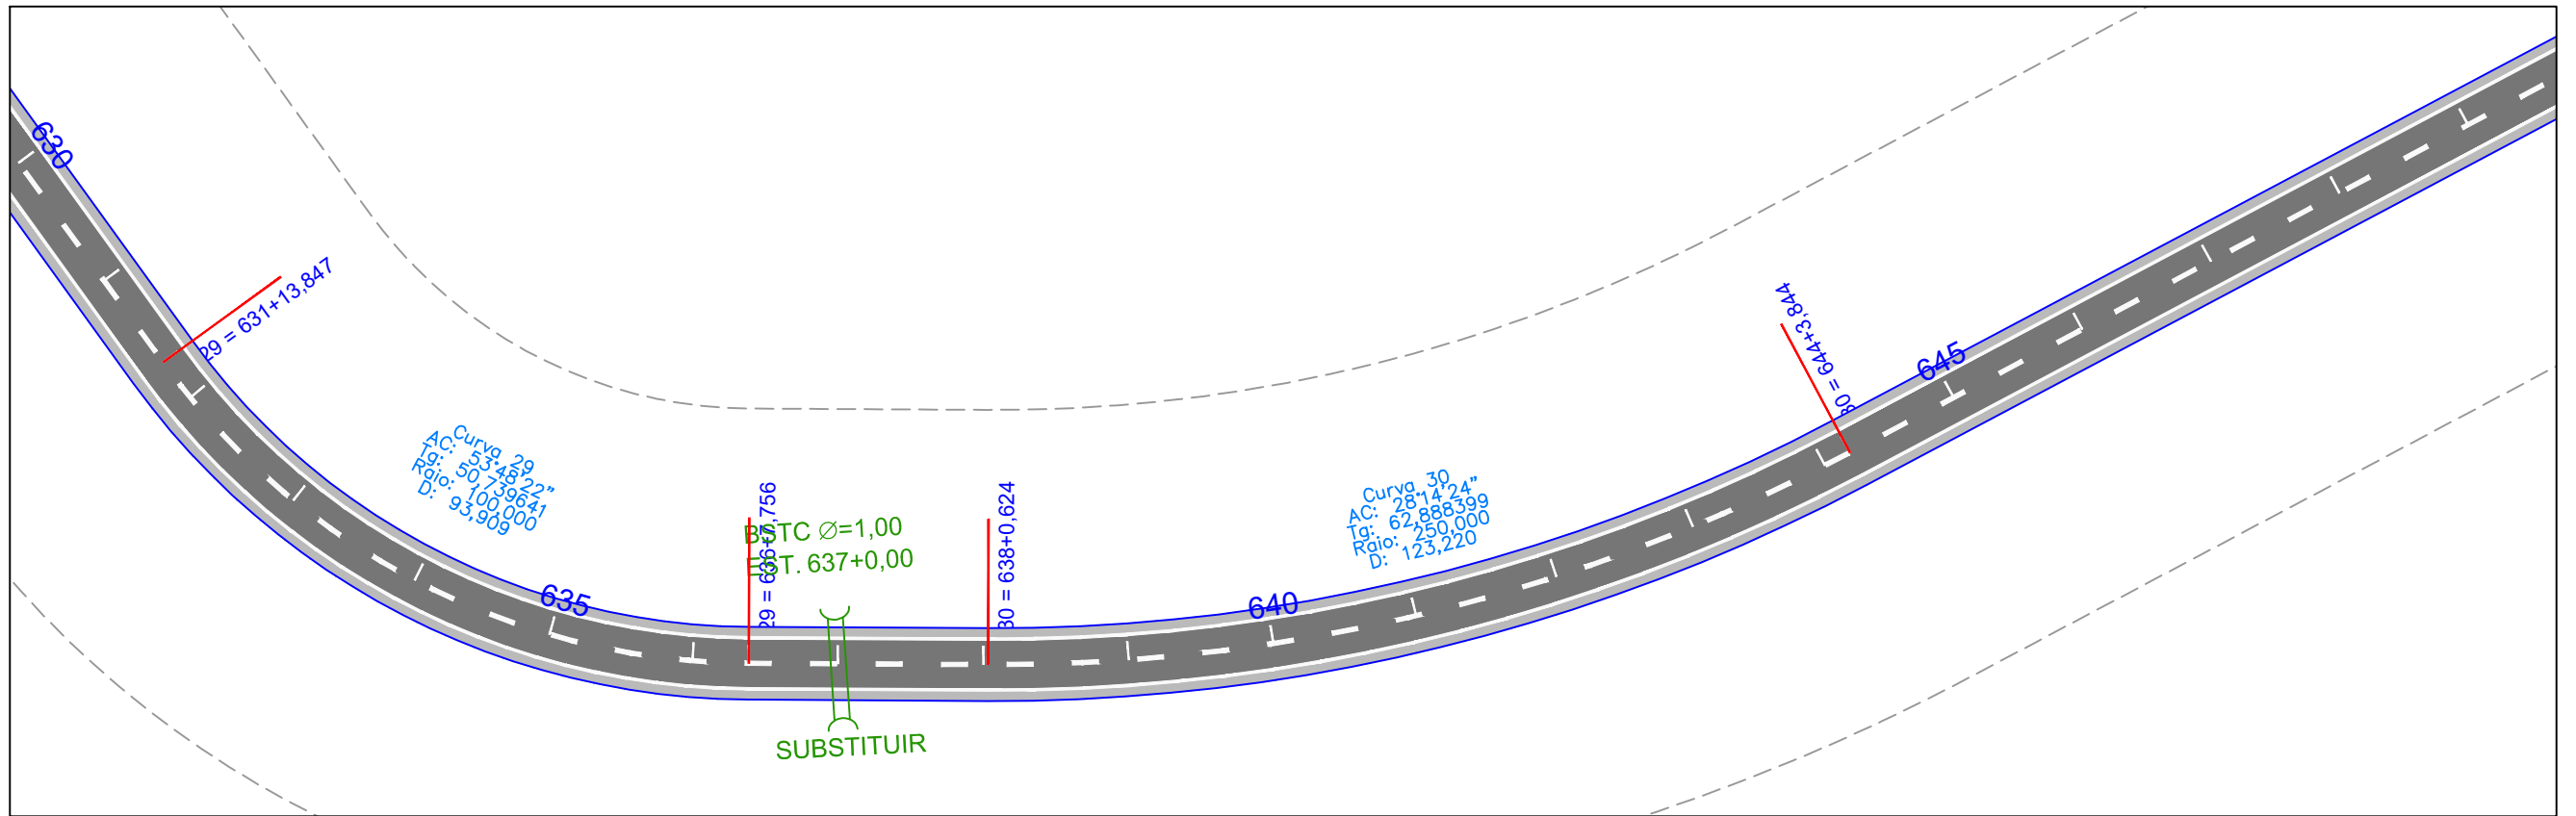 630
29 = 631+13,847
Curva 29
AC: 53°48'22"
Tg: 50,739641
Raio: 100,000
D: 93,909
635
29 = 636+7,756
BSTC ∅=1,00
EST. 637+0,00
SUBSTITUIR
30 = 638+0,624
640
Curva 30
AC: 28°14'24"
Tg: 62,888399
Raio: 250,000
D: 123,220
30 = 644+3,844
645